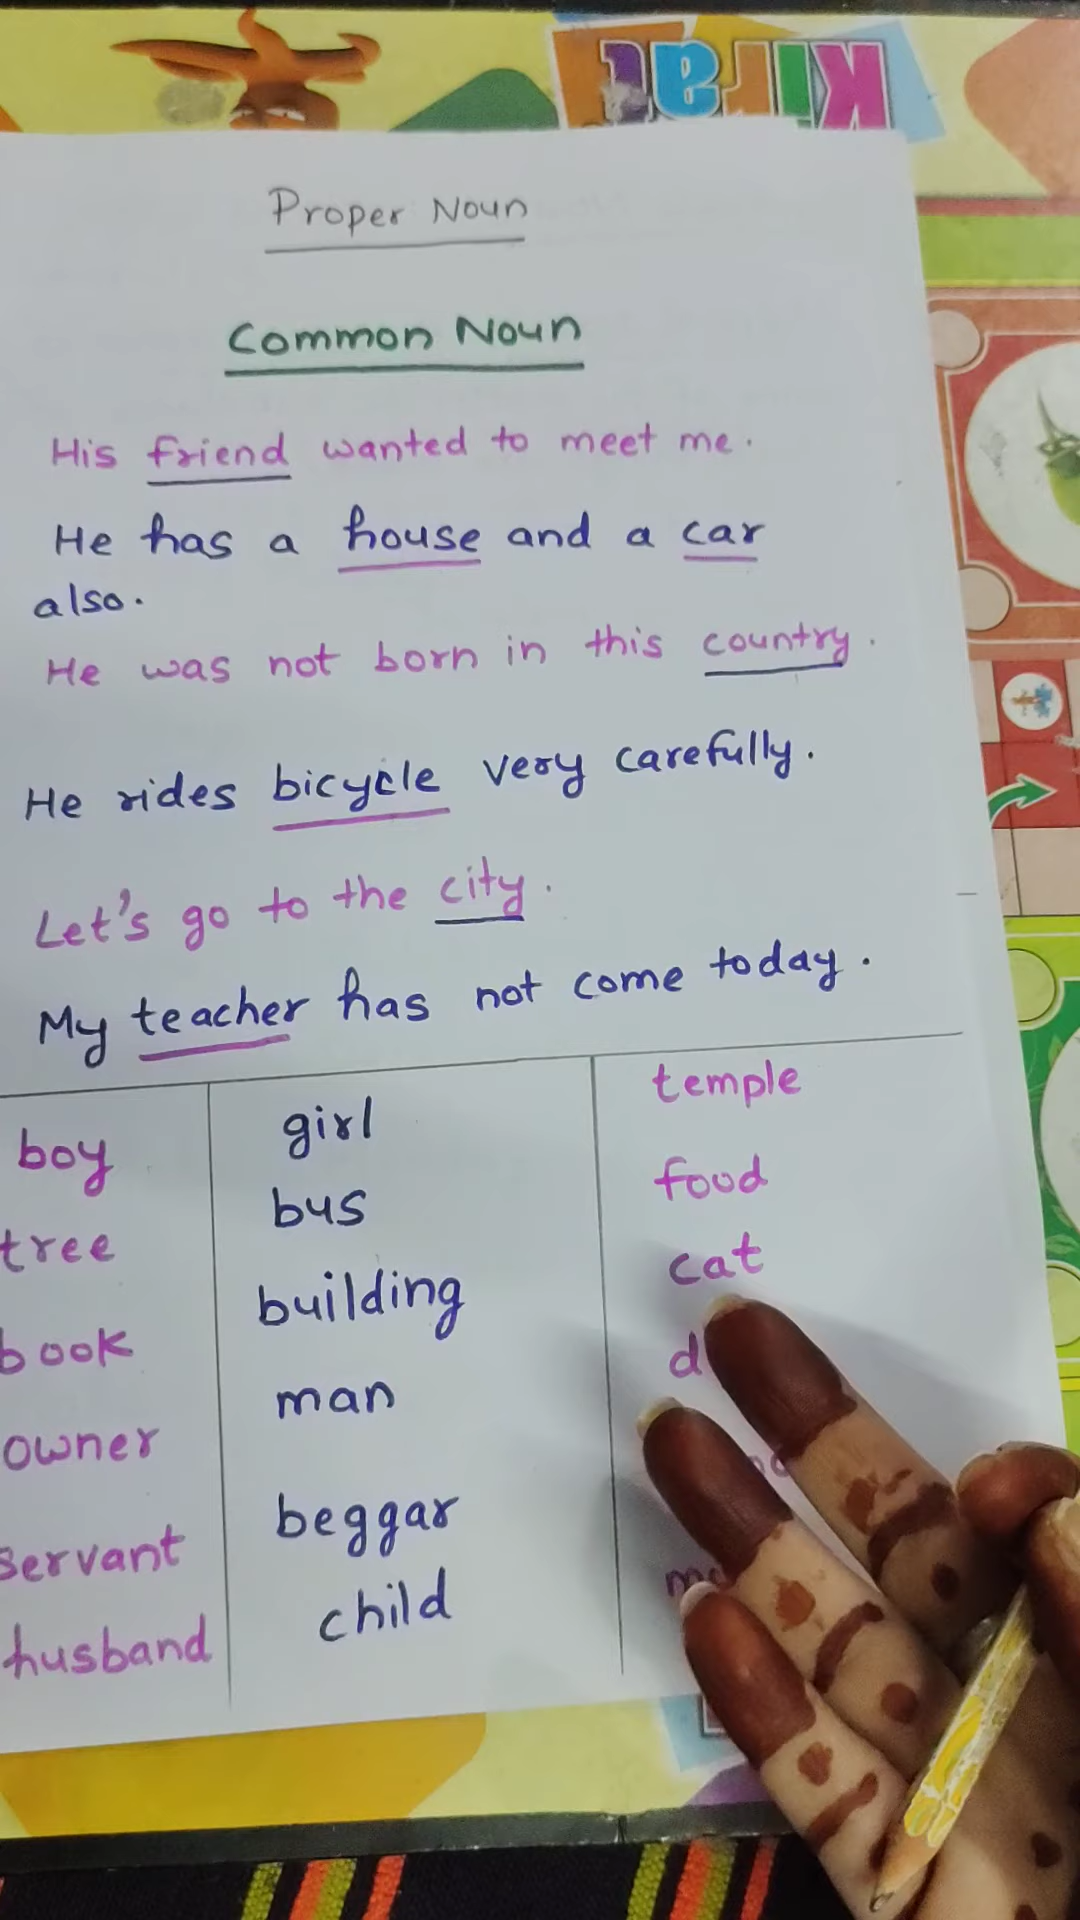 Kirat
Proper Noun
Common Noun
His friend wanted to meet me.
He has a house and a car
also.
He was not born in this country.
He rides bicycle very carefully.
Let's go to the city.
My teacher has not come today.
boy girl temple
tree bus food
book building cat
owner man
servant beggar
husband child